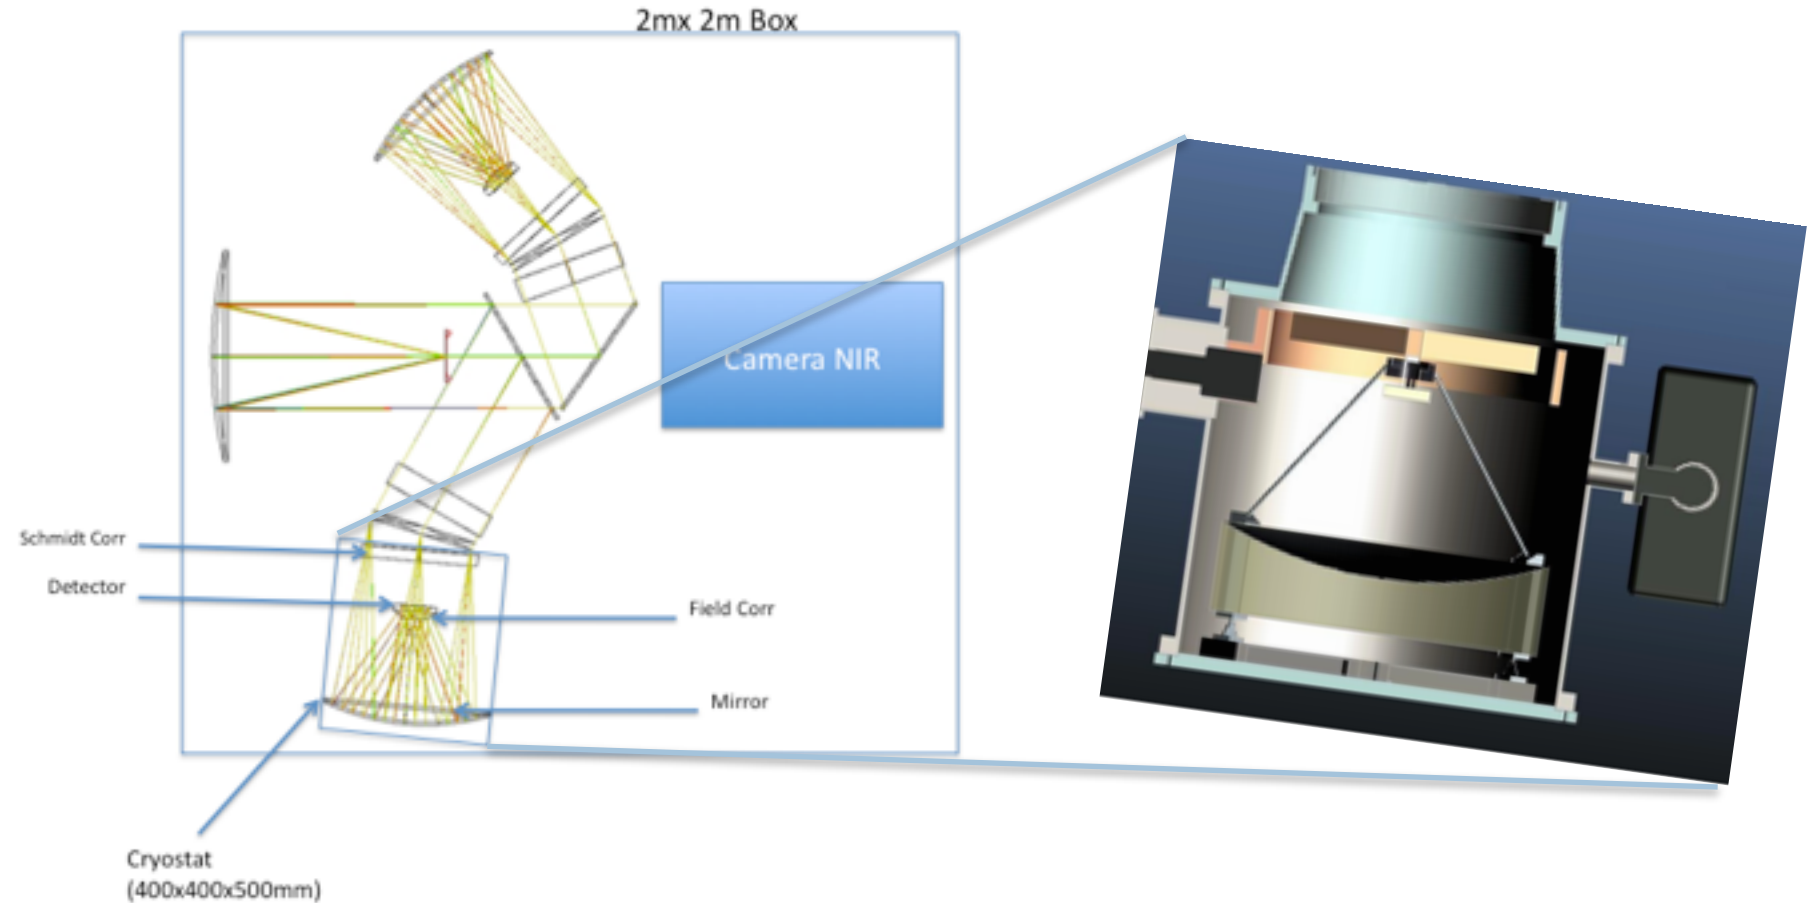 2mx 2m Box
Camera NIR
Schmidt Corr
Detector
Field Corr
Mirror
Cryostat
(400x400x500mm)